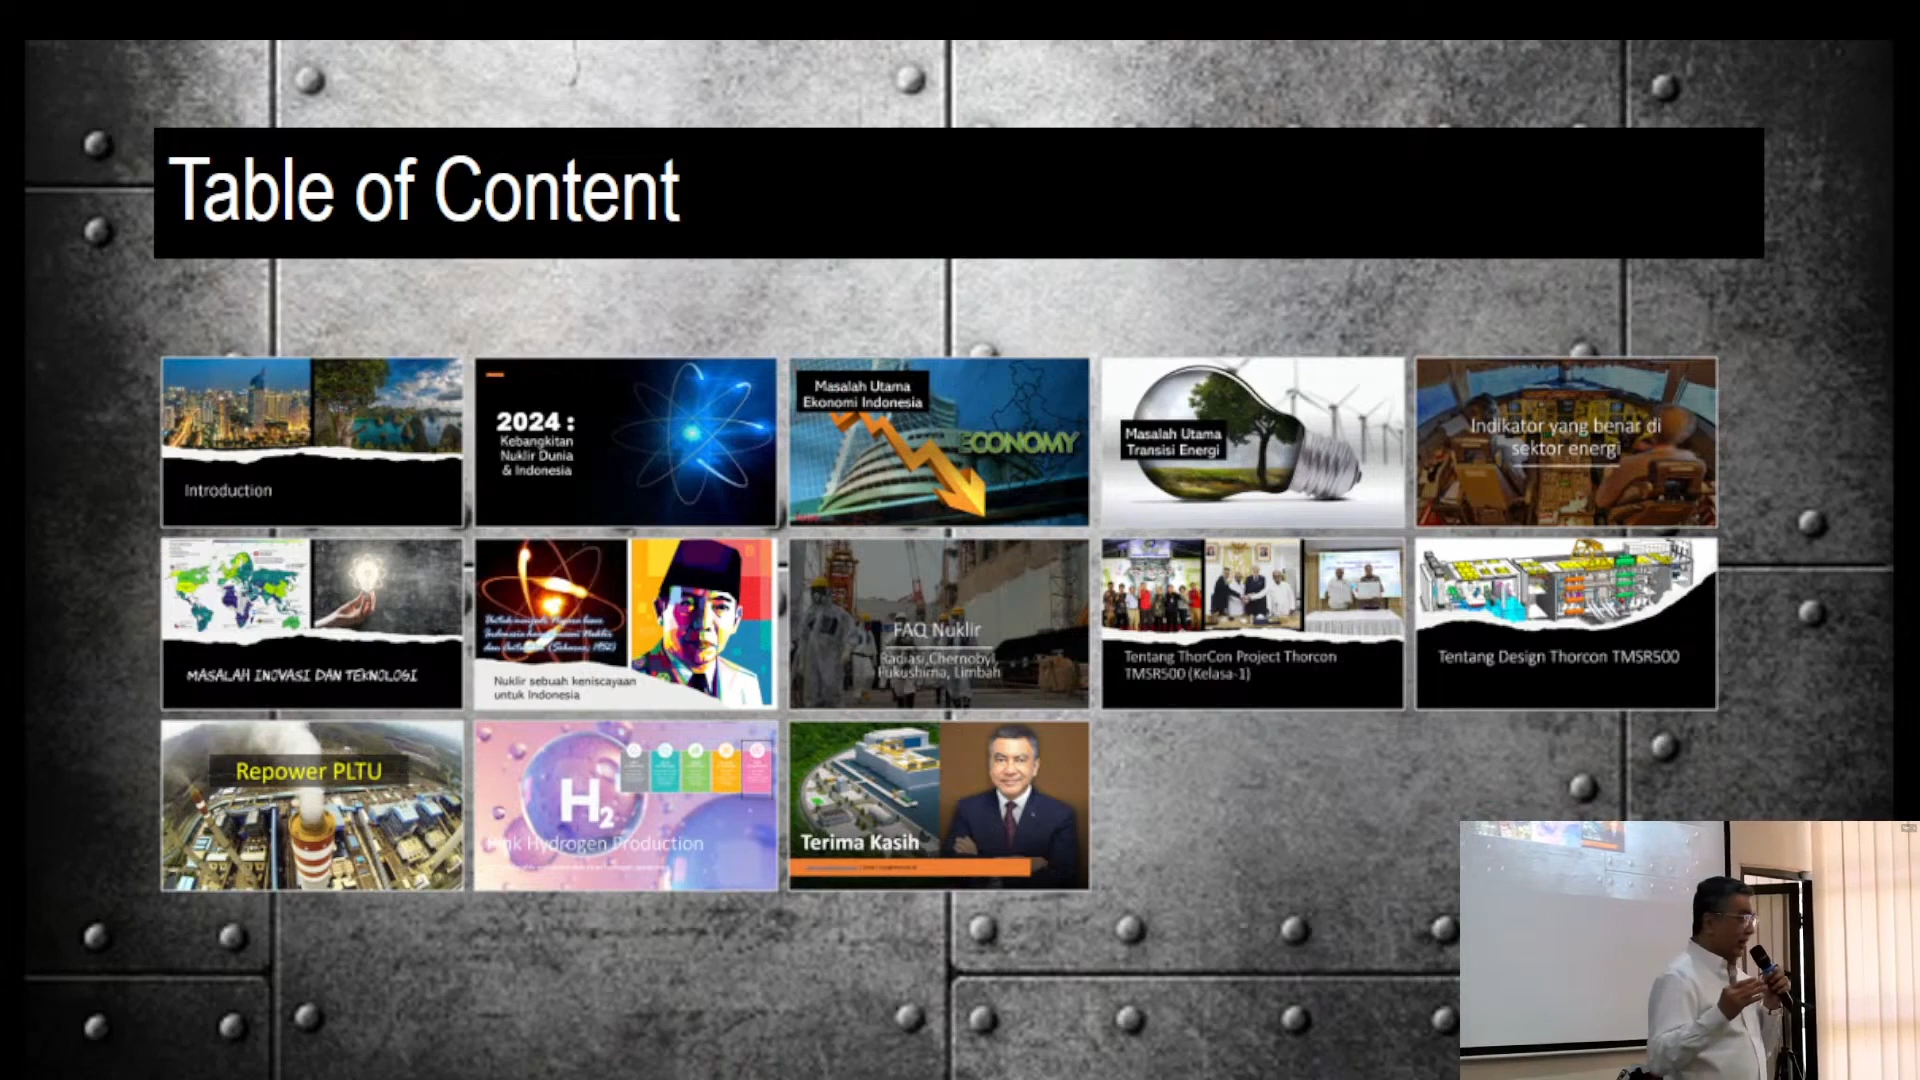 Table of Content
Introduction
2024 :
Kebangkitan
Nuklir Dunia
& Indonesia
Masalah Utama
Ekonomi Indonesia
ECONOMY
Masalah Utama
Transisi Energi
Indikator yang benar di
sektor energi
MASALAH INOVASI DAN TEKNOLOGI
(Sukarno, 1952)
Nuklir sebuah keniscayaan
untuk Indonesia
FAQ Nuklir
Radiasi,Chernobyl,
Fukushima, Limbah
Tentang ThorCon Project Thorcon
TMSR500 (Kelasa-1)
Tentang Design Thorcon TMSR500
Repower PLTU
H2
Pink Hydrogen Production
Terima Kasih